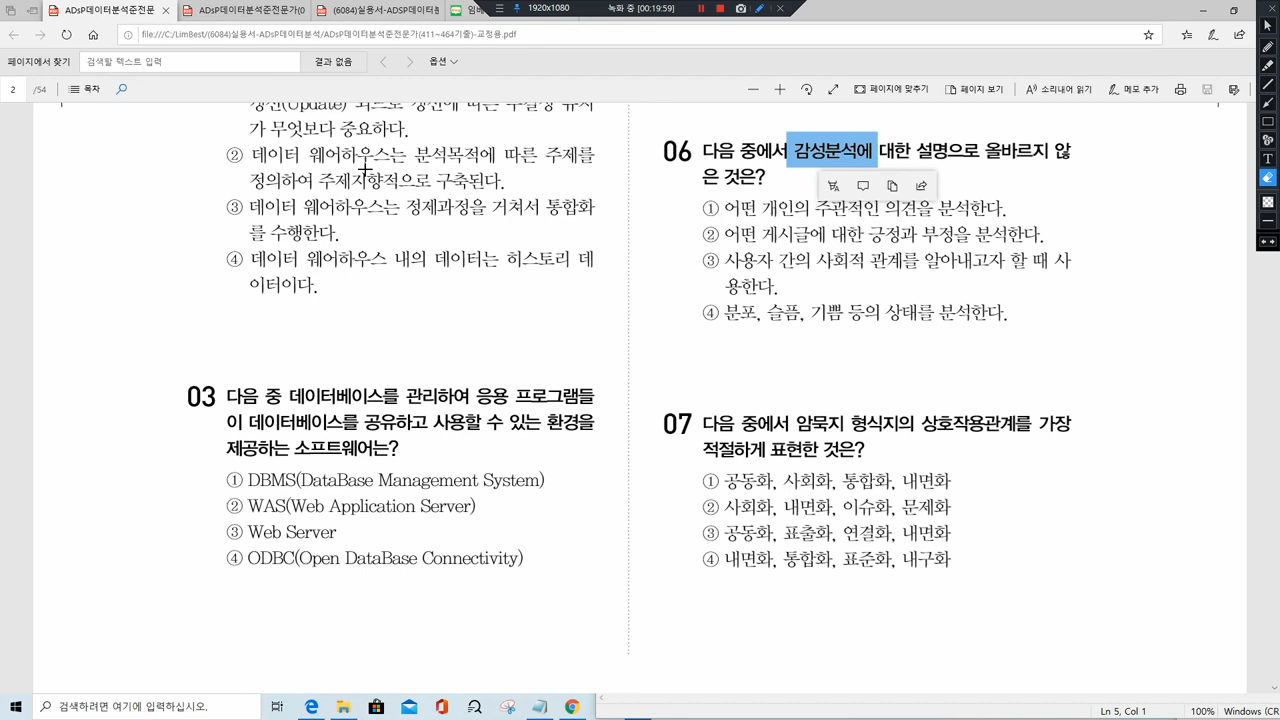 ADsP데이터분석준전문
ADsP데이터분석준전문가(0
(6084)실용서-ADsP데이터분
1920x1080
녹화 중 [00:19:59]
file:///C:/LimBest/(6084)실용서-ADsP데이터분석/ADsP데이터분석준전문가(411~464기출)-교정용.pdf
페이지에서 찾기
검색할 텍스트 입력
결과 없음
옵션
2
/54
목차
페이지에 맞추기
페이지 보기
소리내어 읽기
메모 추가
가 무엇보다 중요하다.
② 데이터 웨어하우스는 분석목적에 따른 주제를
정의하여 주제지향적으로 구축된다.
③ 데이터 웨어하우스는 정제과정을 거쳐서 통합화
를 수행한다.
④ 데이터 웨어하우스 내의 데이터는 히스토리 데
이터이다.
03 다음 중 데이터베이스를 관리하여 응용 프로그램들
이 데이터베이스를 공유하고 사용할 수 있는 환경을
제공하는 소프트웨어는?
① DBMS(DataBase Management System)
② WAS(Web Application Server)
③ Web Server
④ ODBC(Open DataBase Connectivity)
06 다음 중에서 감성분석에 대한 설명으로 올바르지 않
은 것은?
① 어떤 개인의 주관적인 의견을 분석한다.
② 어떤 게시글에 대한 긍정과 부정을 분석한다.
③ 사용자 간의 사회적 관계를 알아내고자 할 때 사
용한다.
④ 분포, 슬픔, 기쁨 등의 상태를 분석한다.
07 다음 중에서 암묵지 형식지의 상호작용관계를 가장
적절하게 표현한 것은?
① 공동화, 사회화, 통합화, 내면화
② 사회화, 내면화, 이슈화, 문제화
③ 공동화, 표출화, 연결화, 내면화
④ 내면화, 통합화, 표준화, 내구화
검색하려면 여기에 입력하십시오.
Ln 5, Col 1
100%
Windows (CR